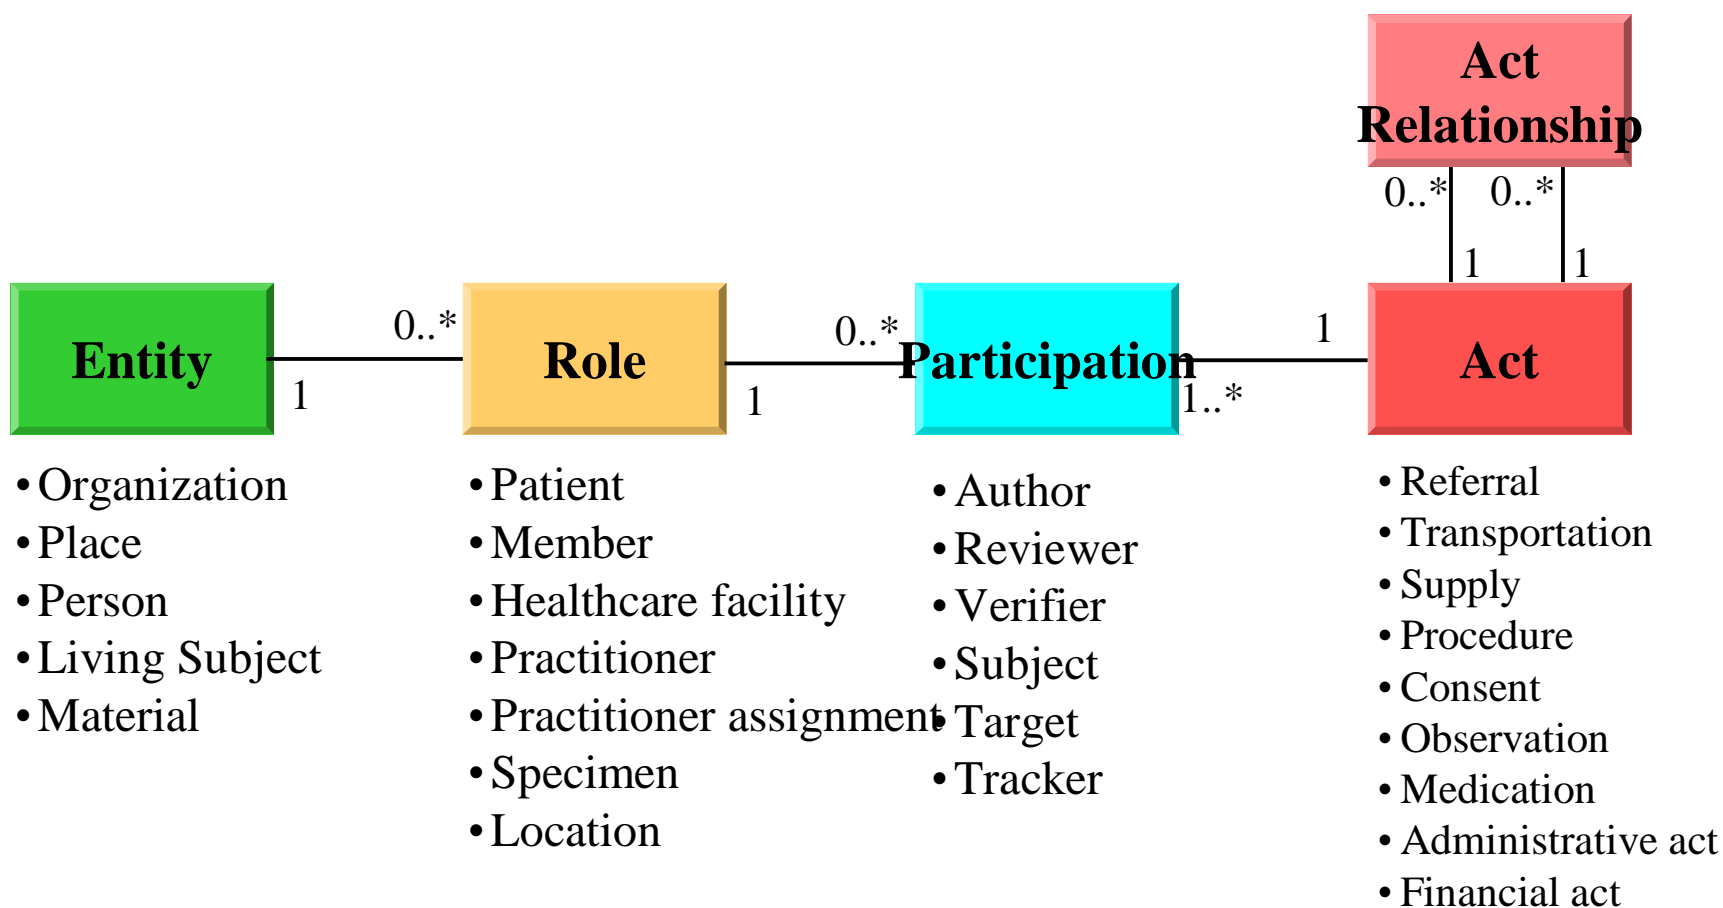 Act
Relationship
0..*
0..*
1
1
Entity
1
0..*
Role
1
0..*
Participation
1..*
1
Act
•Organization
•Place
•Person
•Living Subject
•Material
•Patient
•Member
•Healthcare facility
•Practitioner
•Practitioner assignment
•Specimen
•Location
•Author
•Reviewer
•Verifier
•Subject
•Target
•Tracker
•Referral
•Transportation
•Supply
•Procedure
•Consent
•Observation
•Medication
•Administrative act
•Financial act